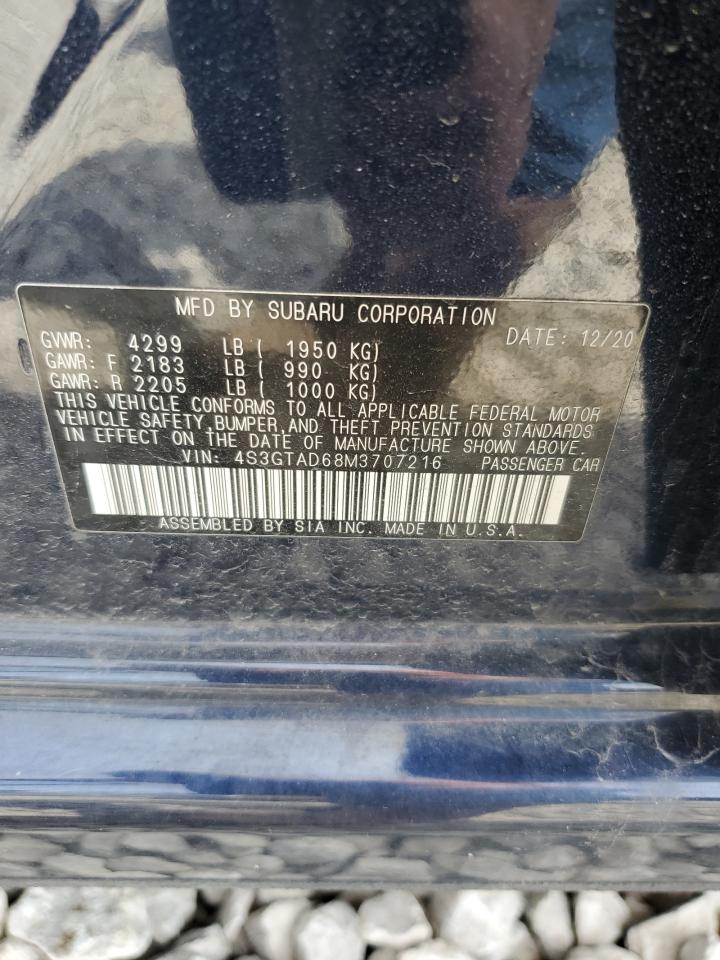 MFD BY SUBARU CORPORATION
DATE: 12/20
GVWR: 4299 LB ( 1950 KG)
GAWR: F 2183 LB ( 990 KG)
GAWR: R 2205 LB ( 1000 KG)
THIS VEHICLE CONFORMS TO ALL APPLICABLE FEDERAL MOTOR
VEHICLE SAFETY, BUMPER, AND THEFT PREVENTION STANDARDS
IN EFFECT ON THE DATE OF MANUFACTURE SHOWN ABOVE.
VIN: 4S3GTAD68M3707216 PASSENGER CAR
ASSEMBLED BY SIA INC. MADE IN U.S.A.